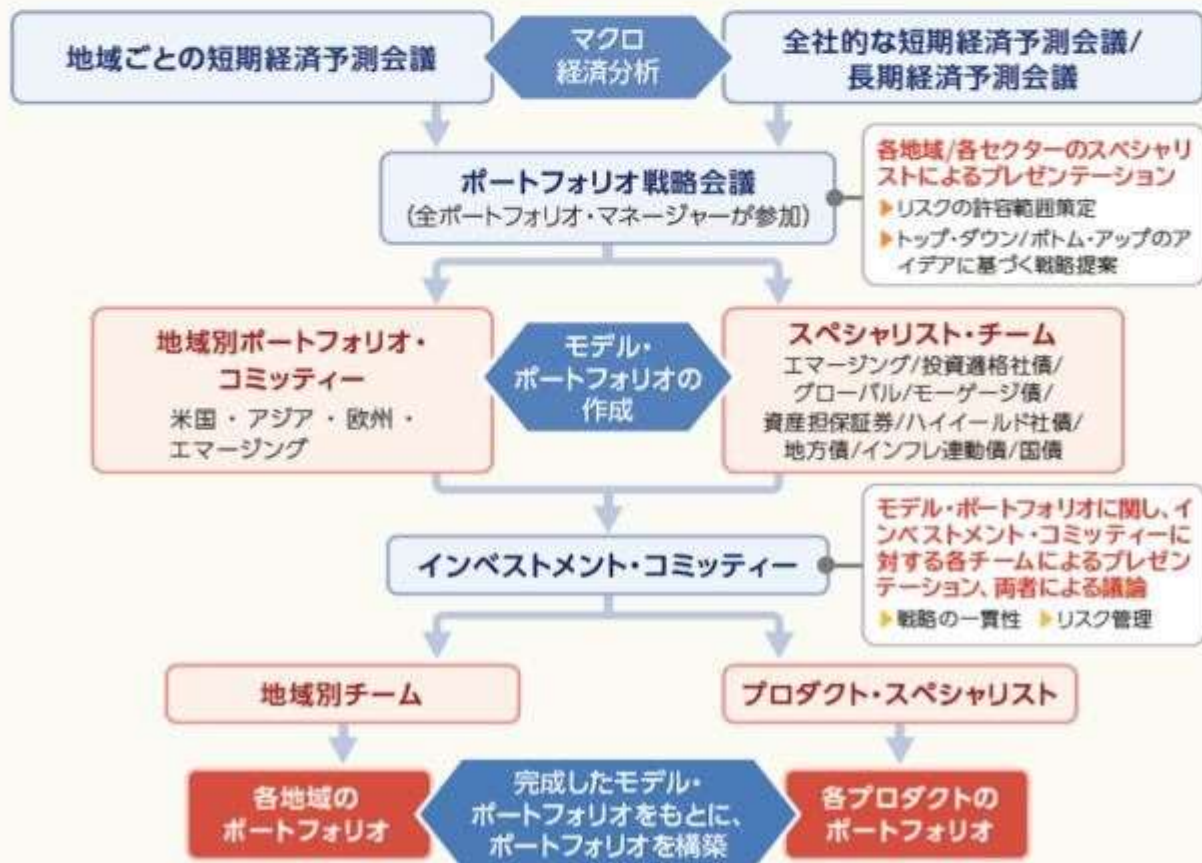 地域ごとの短期経済予測会議
マクロ
経済分析
全社的な短期経済予測会議/
長期経済予測会議
ポートフォリオ戦略会議
(全ポートフォリオ・マネージャーが参加)
各地域/各セクターのスペシャリ
ストによるプレゼンテーション
▶リスクの許容範囲策定
▶トップ・ダウン/ボトム・アップのア
イデアに基づく戦略提案
地域別ポートフォリオ・
コミッティー
米国・アジア・欧州・
エマージング
モデル・
ポートフォリオの
作成
スペシャリスト・チーム
エマージング/投資適格社債/
グローバル/モーゲージ債/
資産担保証券/ハイイールド社債/
地方債/インフレ連動債/国債
インベストメント・コミッティー
モデル・ポートフォリオに関し、イ
ンベストメント・コミッティーに
対する各チームによるプレゼン
テーション、両者による議論
▶戦略の一貫性 ▶リスク管理
地域別チーム
プロダクト・スペシャリスト
各地域の
ポートフォリオ
完成したモデル・
ポートフォリオをもとに、
ポートフォリオを構築
各プロダクトの
ポートフォリオ